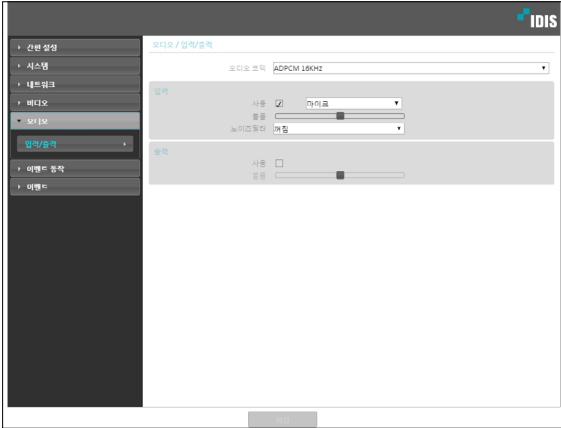 IDIS
간편 설정
시스템
네트워크
비디오
오디오
입력/출력
이벤트 동작
이벤트
오디오 / 입력/출력
오디오 코덱 ADPCM 16KHz
입력
사용 마이크
볼륨
노이즈필터 꺼짐
출력
사용
볼륨